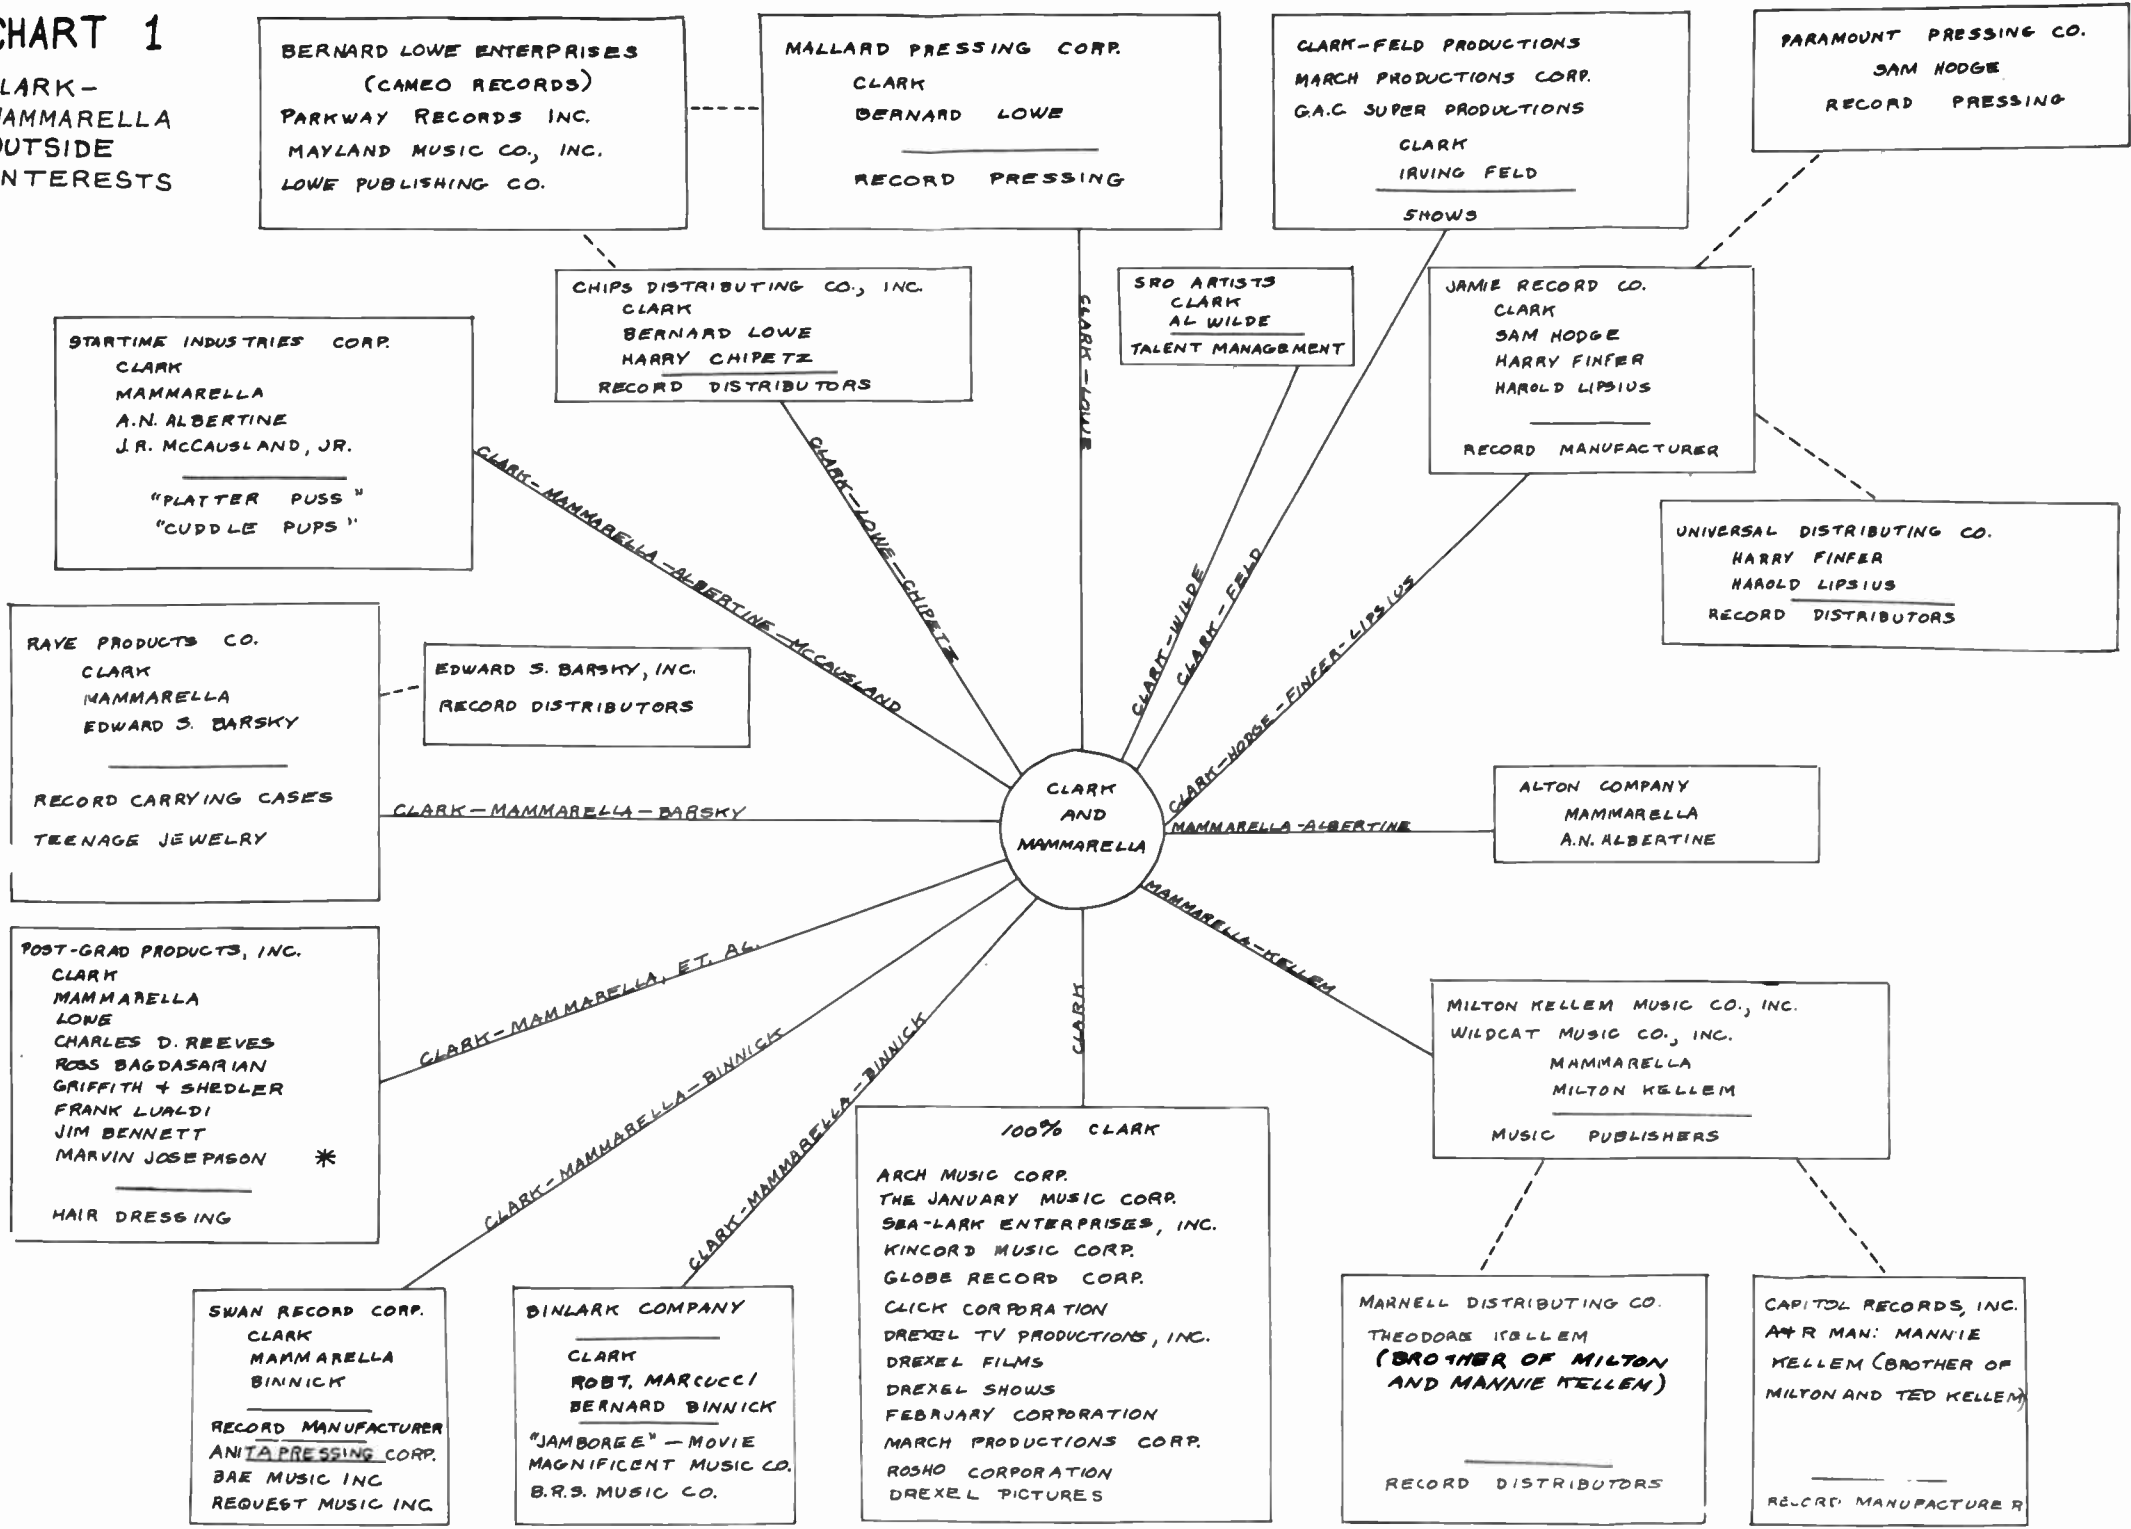 CHART 1
CLARK-
MAMMARELLA
OUTSIDE
INTERESTS
BERNARD LOWE ENTERPRISES
(CAMEO RECORDS)
PARKWAY RECORDS INC.
MAYLAND MUSIC CO., INC.
LOWE PUBLISHING CO.
MALLARD PRESSING CORP.
CLARK
BERNARD LOWE
RECORD PRESSING
CLARK-FELD PRODUCTIONS
MARCH PRODUCTIONS CORP.
G.A.C SUPER PRODUCTIONS
CLARK
IRVING FELD
SHOWS
PARAMOUNT PRESSING CO.
SAM HODGE
RECORD PRESSING
CHIPS DISTRIBUTING CO., INC.
CLARK
BERNARD LOWE
HARRY CHIPETZ
RECORD DISTRIBUTORS
SRO ARTISTS
CLARK
AL WILDE
TALENT MANAGEMENT
JAMIE RECORD CO.
CLARK
SAM HODGE
HARRY FINFER
HAROLD LIPSIUS
RECORD MANUFACTURER
STARTIME INDUSTRIES CORP.
CLARK
MAMMARELLA
A.N. ALBERTINE
J.R. McCAUSLAND, JR.
"PLATTER PUSS"
"CUDDLE PUPS"
UNIVERSAL DISTRIBUTING CO.
HARRY FINFER
HAROLD LIPSIUS
RECORD DISTRIBUTORS
RAVE PRODUCTS CO.
CLARK
MAMMARELLA
EDWARD S. BARSKY
RECORD CARRYING CASES
TEENAGE JEWELRY
EDWARD S. BARSKY, INC.
RECORD DISTRIBUTORS
CLARK-MAMMARELLA-ALBERTINE-McCAUSLAND
CLARK-LOWE-CHIPETZ
CLARK-LOWE
CLARK-WILDE
CLARK-FELD
CLARK-HODGE-FINFER-LIPSIUS
CLARK-MAMMARELLA-BARSKY
CLARK
AND
MAMMARELLA
MAMMARELLA-ALBERTINE
ALTON COMPANY
MAMMARELLA
A.N. ALBERTINE
POST-GRAD PRODUCTS, INC.
CLARK
MAMMARELLA
LOWE
CHARLES D. REEVES
ROSS BAGDASARIAN
GRIFFITH + SHEDLER
FRANK LUALDI
JIM BENNETT
MARVIN JOSEPHSON *
HAIR DRESSING
CLARK-MAMMARELLA, ET. AL.
CLARK-MAMMARELLA-BINNICK
CLARK-MAMMARELLA-BINNICK
CLARK
MAMMARELLA-KELLEM
MILTON KELLEM MUSIC CO., INC.
WILDCAT MUSIC CO., INC.
MAMMARELLA
MILTON KELLEM
MUSIC PUBLISHERS
SWAN RECORD CORP.
CLARK
MAMMARELLA
BINNICK
RECORD MANUFACTURER
ANITA PRESSING CORP.
BAE MUSIC INC
REQUEST MUSIC INC.
BINLARK COMPANY
CLARK
ROBT. MARCUCCI
BERNARD BINNICK
"JAMBOREE" - MOVIE
MAGNIFICENT MUSIC CO.
B.R.S. MUSIC CO.
100% CLARK
ARCH MUSIC CORP.
THE JANUARY MUSIC CORP.
SEA-LARK ENTERPRISES, INC.
KINCORD MUSIC CORP.
GLOBE RECORD CORP.
CLICK CORPORATION
DREXEL TV PRODUCTIONS, INC.
DREXEL FILMS
DREXEL SHOWS
FEBRUARY CORPORATION
MARCH PRODUCTIONS CORP.
ROSHO CORPORATION
DREXEL PICTURES
MARNELL DISTRIBUTING CO.
THEODORE KELLEM
(BROTHER OF MILTON
AND MANNIE KELLEM)
RECORD DISTRIBUTORS
CAPITOL RECORDS, INC.
A&R MAN: MANNIE
KELLEM (BROTHER OF
MILTON AND TED KELLEM)
RECORD MANUFACTURER